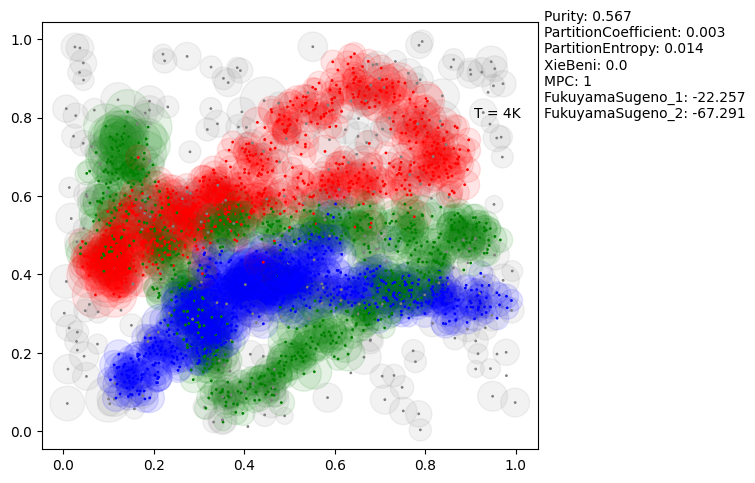 Purity: 0.567
PartitionCoefficient: 0.003
PartitionEntropy: 0.014
XieBeni: 0.0
MPC: 1
FukuyamaSugeno_1: -22.257
FukuyamaSugeno_2: -67.291
T = 4K
1.0
0.8
0.6
0.4
0.2
0.0
0.0 0.2 0.4 0.6 0.8 1.0